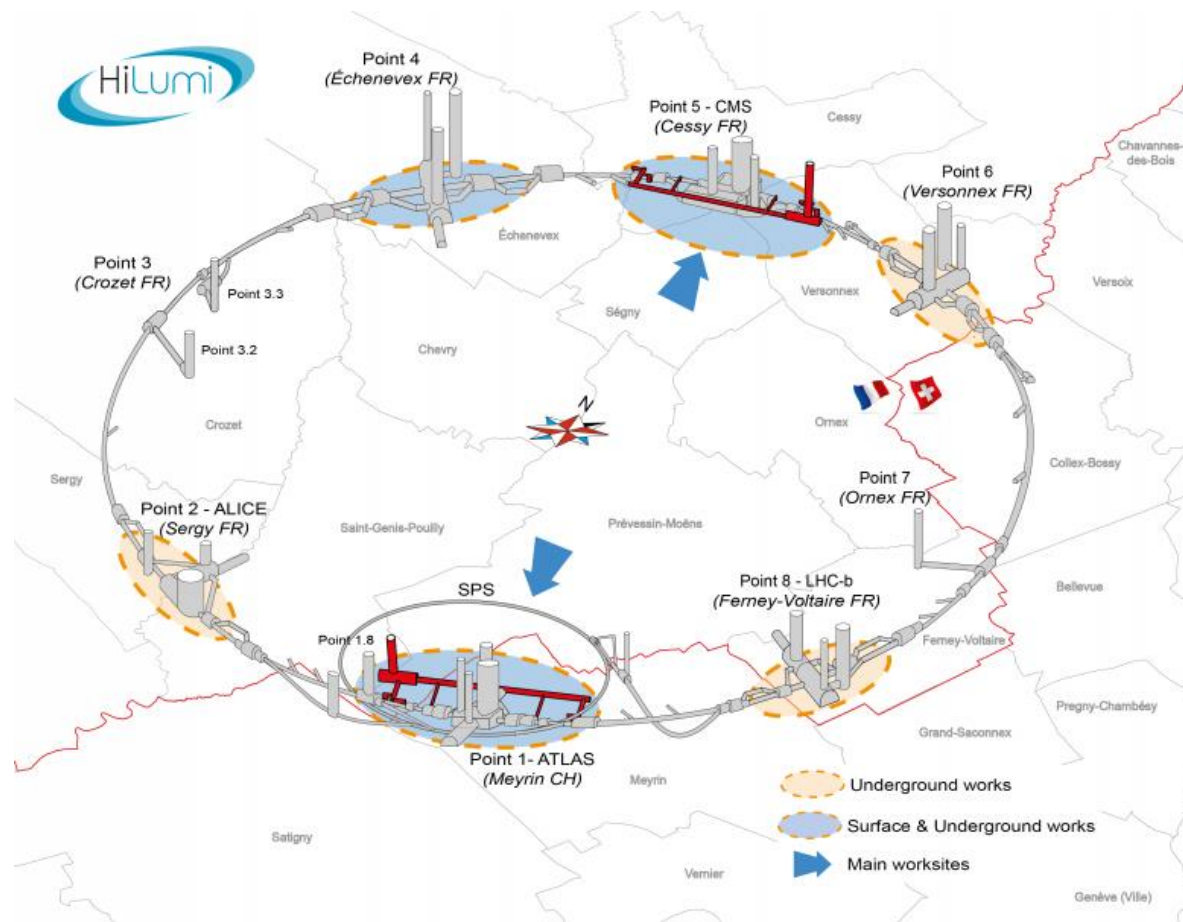 HiLumi
Point 4
(Échenevex FR)
Point 5 - CMS
(Cessy FR)
Cessy
Chavannes-
des-Bois
Point 6
(Versonnex FR)
Échenevex
Point 3
(Crozet FR)
Point 3.3
Versonnex
Versoix
Ségny
Point 3.2
Chevry
N
Crozet
Ornex
Collex-Bossy
Sergy
Point 7
(Ornex FR)
Point 2 - ALICE
(Sergy FR)
Saint-Genis-Pouilly
Prévessin-Moëns
Point 8 - LHC-b
(Ferney-Voltaire FR)
Bellevue
SPS
Point 1.8
Ferney-Voltaire
Pregny-Chambésy
Grand-Saconnex
Point 1- ATLAS
(Meyrin CH)
Meyrin
Underground works
Satigny
Surface & Underground works
Main worksites
Vernier
Genève (Ville)